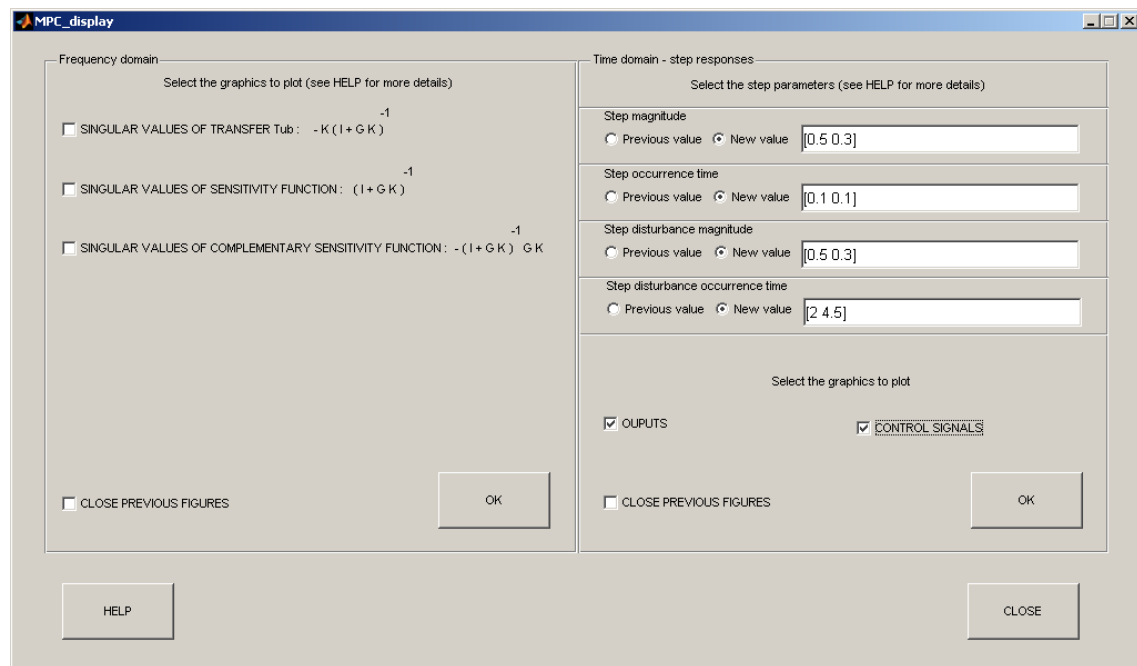 MPC_display
Frequency domain
Select the graphics to plot (see HELP for more details)
SINGULAR VALUES OF TRANSFER Tub : - K ( I + G K ) -1
SINGULAR VALUES OF SENSITIVITY FUNCTION : ( I + G K ) -1
SINGULAR VALUES OF COMPLEMENTARY SENSITIVITY FUNCTION : - ( I + G K ) -1 G K
CLOSE PREVIOUS FIGURES
OK
Time domain - step responses
Select the step parameters (see HELP for more details)
Step magnitude
Previous value New value [0.5 0.3]
Step occurrence time
Previous value New value [0.1 0.1]
Step disturbance magnitude
Previous value New value [0.5 0.3]
Step disturbance occurrence time
Previous value New value [2 4.5]
Select the graphics to plot
OUPUTS CONTROL SIGNALS
CLOSE PREVIOUS FIGURES
OK
HELP
CLOSE